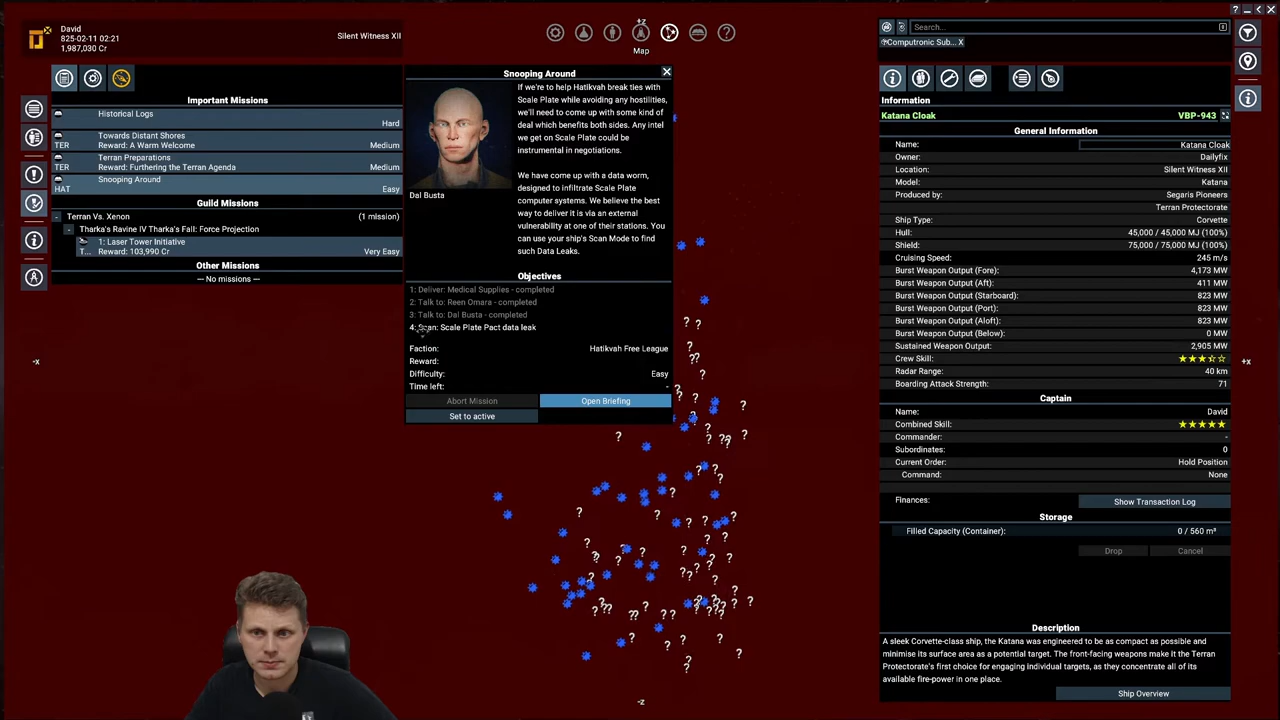 David
825-02-11 02:21
1,987,030 Cr
Silent Witness XII
+z
Map
? _ < X
Search...
Computronic Sub... X
Important Missions
Historical Logs
Hard
Towards Distant Shores
TER Reward: A Warm Welcome Medium
Terran Preparations
TER Reward: Furthering the Terran Agenda Medium
Snooping Around
HAT Easy
Guild Missions
- Terran Vs. Xenon (1 mission)
- Tharka's Ravine IV Tharka's Fall: Force Projection
1: Laser Tower Initiative
T... Reward: 103,990 Cr Very Easy
Other Missions
-- No missions --
Snooping Around
If we're to help Hatikvah break ties with
Scale Plate while avoiding any hostilities,
we'll need to come up with some kind of
deal which benefits both sides. Any intel
we get on Scale Plate could be
instrumental in negotiations.
We have come up with a data worm,
designed to infiltrate Scale Plate
computer systems. We believe the best
way to deliver it is via an external
vulnerability at one of their stations. You
can use your ship's Scan Mode to find
such Data Leaks.
Dal Busta
Objectives
1: Deliver: Medical Supplies - completed
2: Talk to: Reen Omara - completed
3: Talk to: Dal Busta - completed
4: Scan: Scale Plate Pact data leak
Faction: Hatikvah Free League
Reward:
Difficulty: Easy
Time left: -
Abort Mission Open Briefing
Set to active
-x
+x
-z
Information
Katana Cloak VBP-943
General Information
Name: Katana Cloak
Owner: Dailyfix
Location: Silent Witness XII
Model: Katana
Produced by: Segaris Pioneers
Terran Protectorate
Ship Type: Corvette
Hull: 45,000 / 45,000 MJ (100%)
Shield: 75,000 / 75,000 MJ (100%)
Cruising Speed: 245 m/s
Burst Weapon Output (Fore): 4,173 MW
Burst Weapon Output (Aft): 411 MW
Burst Weapon Output (Starboard): 823 MW
Burst Weapon Output (Port): 823 MW
Burst Weapon Output (Aloft): 823 MW
Burst Weapon Output (Below): 0 MW
Sustained Weapon Output: 2,905 MW
Crew Skill:
Radar Range: 40 km
Boarding Attack Strength: 71
Captain
Name: David
Combined Skill:
Commander: -
Subordinates: 0
Current Order: Hold Position
Command: None
Finances: Show Transaction Log
Storage
Filled Capacity (Container): 0 / 560 m³
Drop Cancel
Description
A sleek Corvette-class ship, the Katana was engineered to be as compact as possible and
minimise its surface area as a potential target. The front-facing weapons make it the Terran
Protectorate's first choice for engaging individual targets, as they concentrate all of its
available fire-power in one place.
Ship Overview